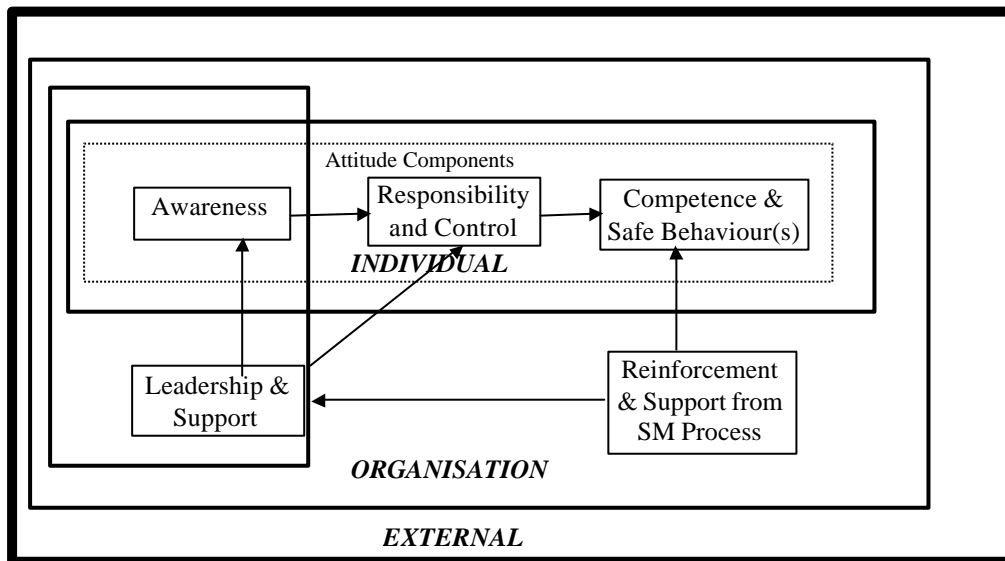 Attitude Components
Awareness
Responsibility
and Control
Competence &
Safe Behaviour(s)
INDIVIDUAL
Leadership &
Support
Reinforcement
& Support from
SM Process
ORGANISATION
EXTERNAL